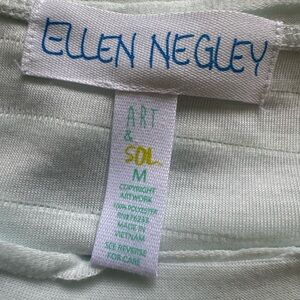 ELLEN NEGLEY
ART
&
SOL
M
COPYRIGHT
ARTWORK
100% POLYESTER
MADE IN
VIETNAM
SEE REVERSE
FOR CARE